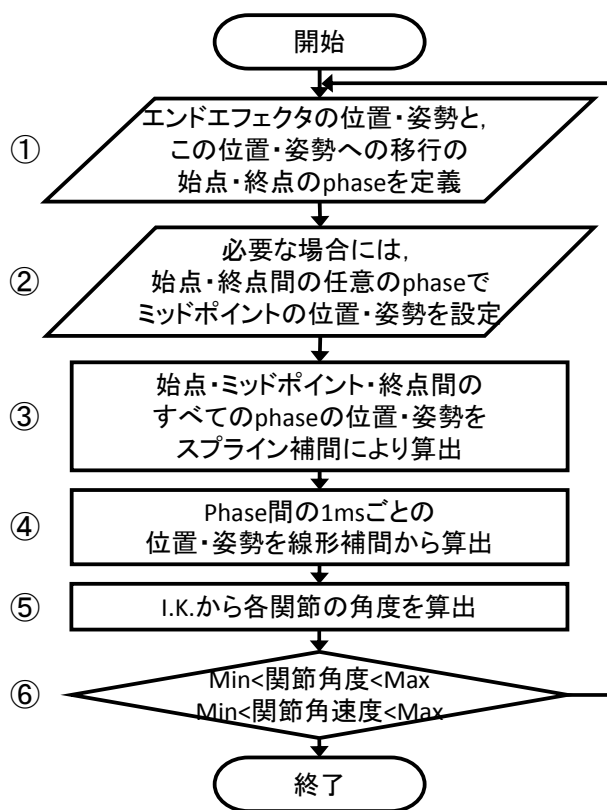 開始
①
エンドエフェクタの位置・姿勢と,
この位置・姿勢への移行の
始点・終点のphaseを定義
②
必要な場合には,
始点・終点間の任意のphaseで
ミッドポイントの位置・姿勢を設定
③
始点・ミッドポイント・終点間の
すべてのphaseの位置・姿勢を
スプライン補間により算出
④
Phase間の1msごとの
位置・姿勢を線形補間から算出
⑤
I.K.から各関節の角度を算出
⑥
Min<関節角度<Max
Min<関節角速度<Max
終了